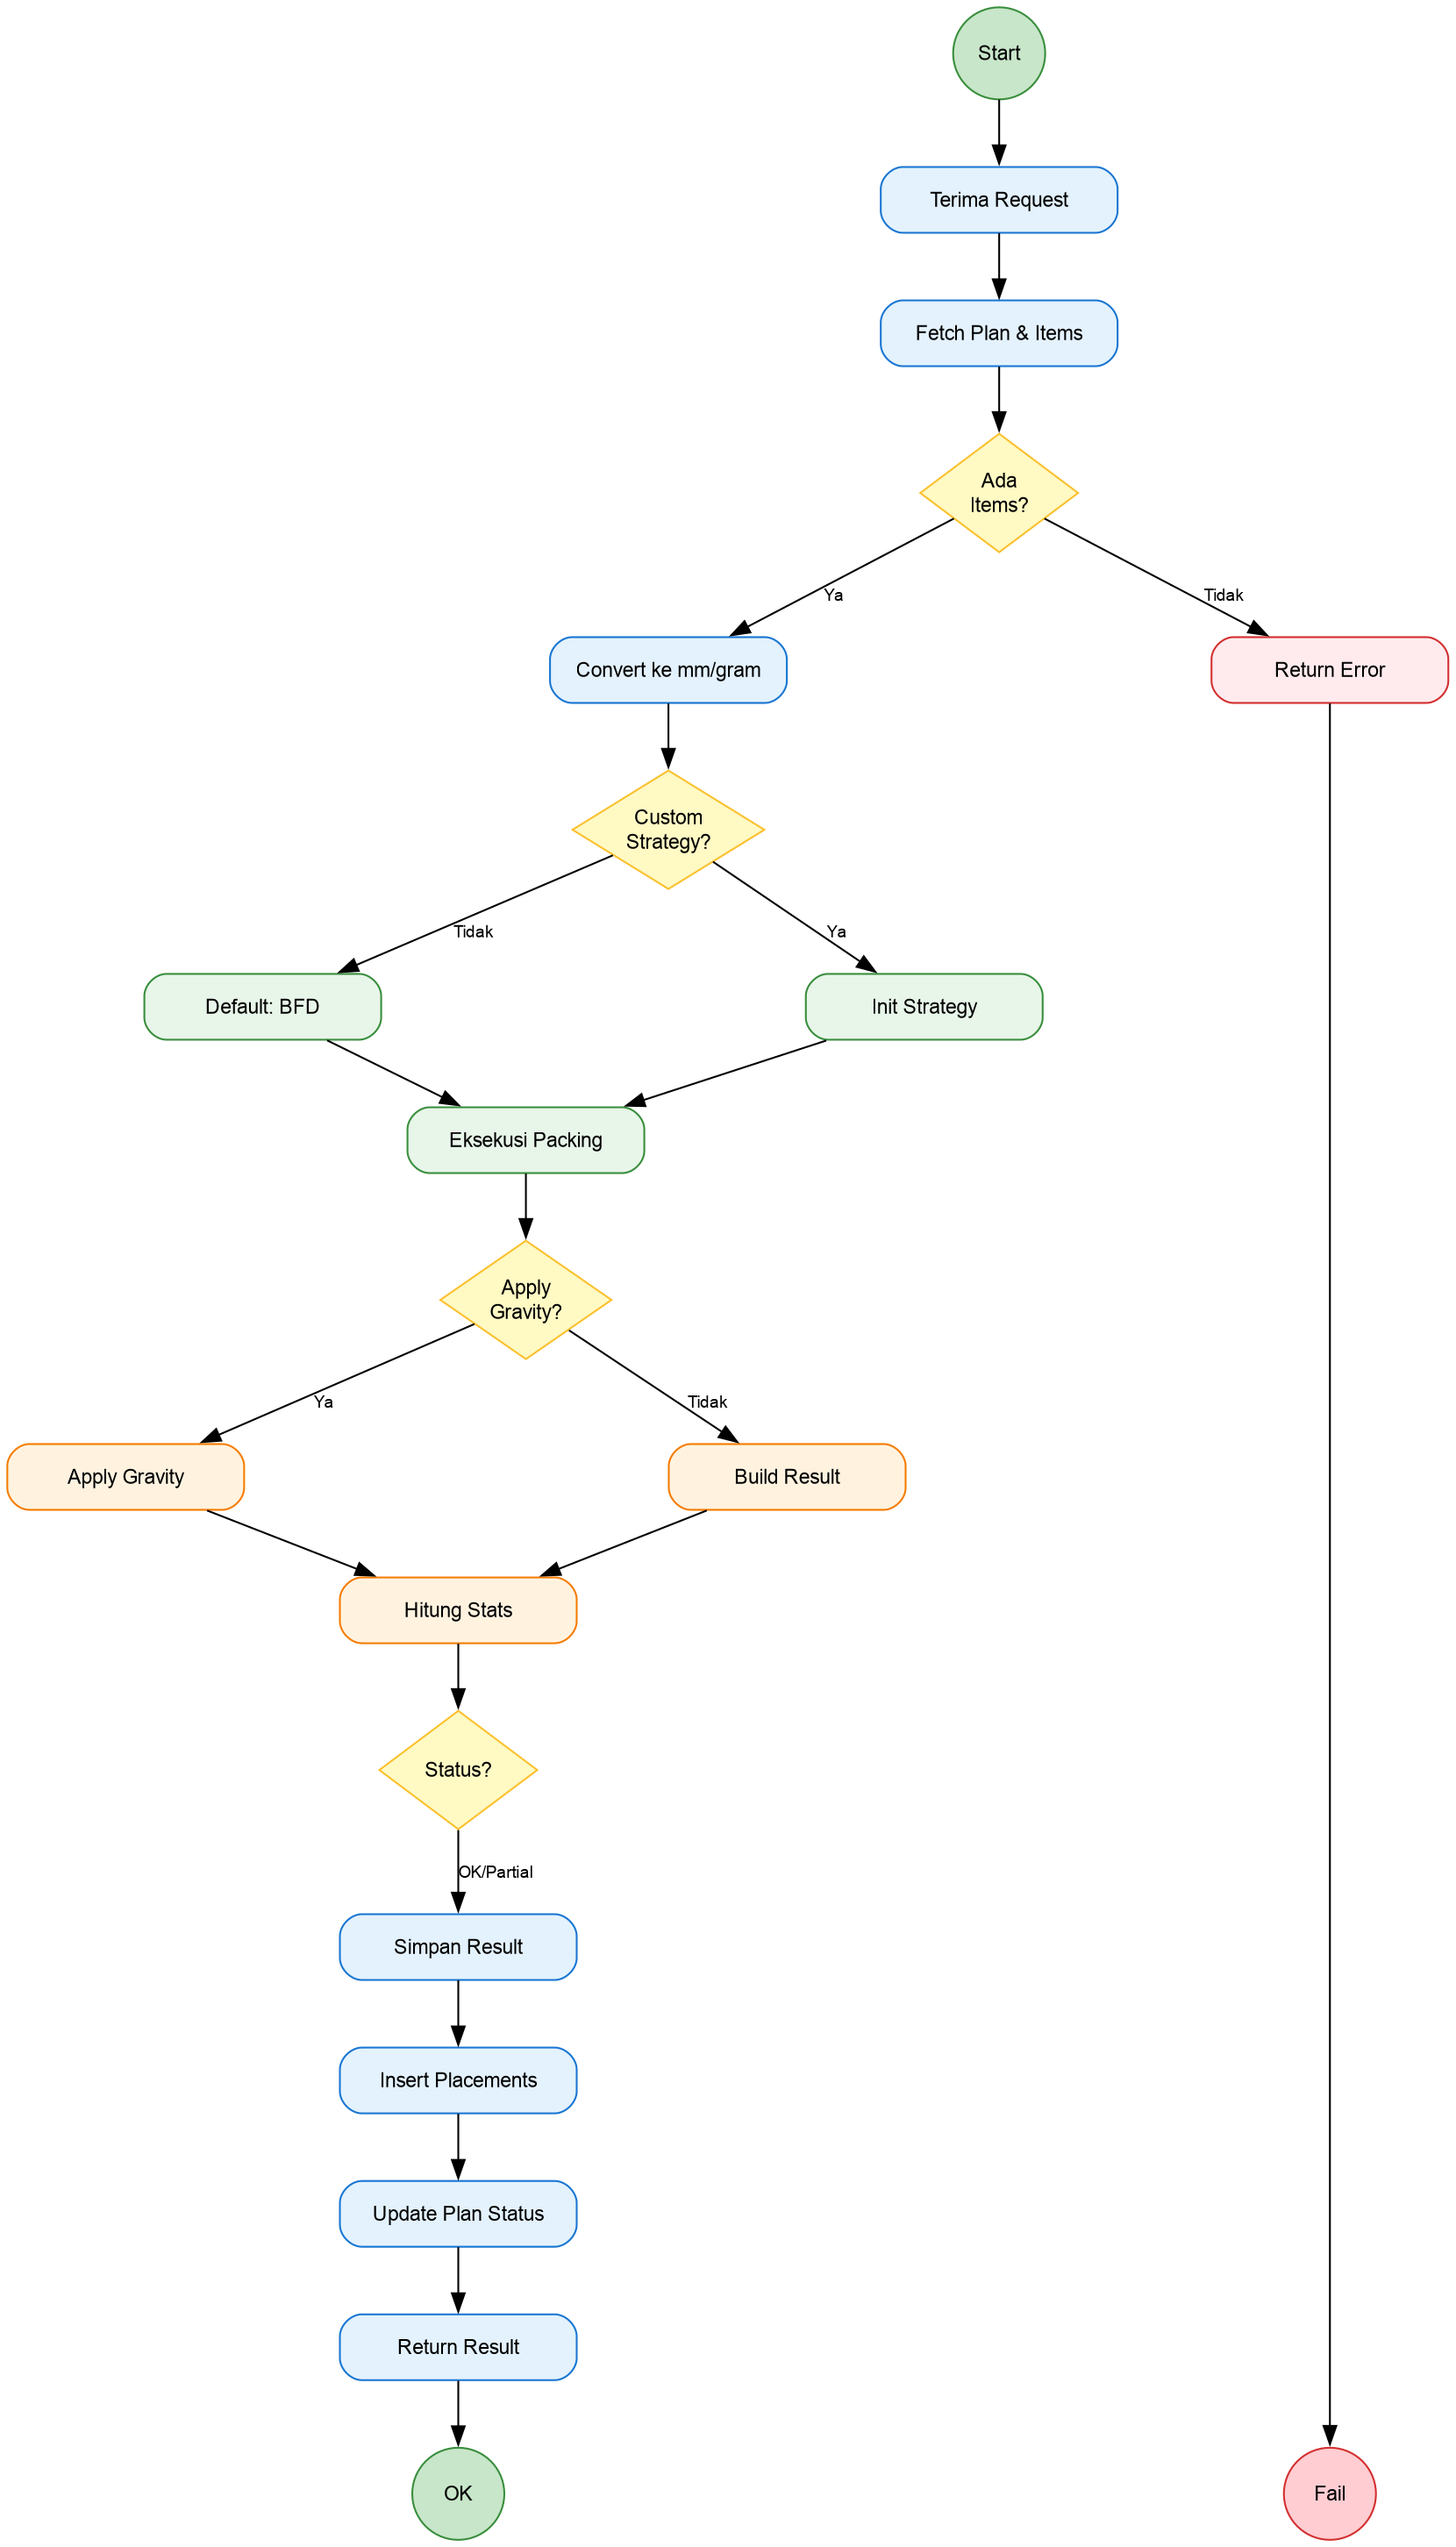 Start
Terima Request
Fetch Plan & Items
Ada
Items?
Ya
Tidak
Convert ke mm/gram
Return Error
Custom
Strategy?
Tidak
Ya
Default: BFD
Init Strategy
Eksekusi Packing
Apply
Gravity?
Ya
Tidak
Apply Gravity
Build Result
Hitung Stats
Status?
OK/Partial
Simpan Result
Insert Placements
Update Plan Status
Return Result
OK
Fail